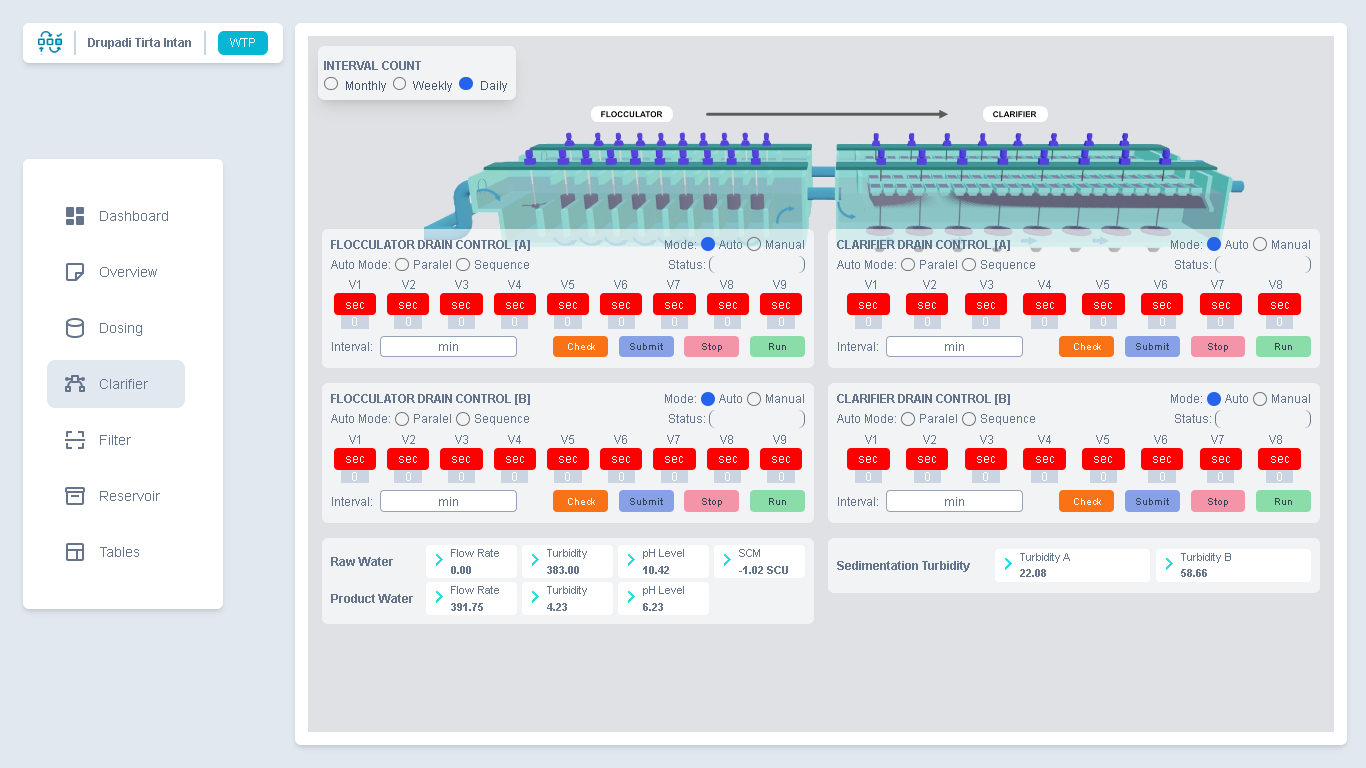 Drupadi Tirta Intan
WTP
Dashboard
Overview
Dosing
Clarifier
Filter
Reservoir
Tables
INTERVAL COUNT
Monthly Weekly Daily
FLOCCULATOR
CLARIFIER
FLOCCULATOR DRAIN CONTROL [A] Mode: Auto Manual
Auto Mode: Paralel Sequence Status: ( )
V1 V2 V3 V4 V5 V6 V7 V8 V9
sec sec sec sec sec sec sec sec sec
0 0 0 0 0 0 0 0 0
Interval: min Check Submit Stop Run
CLARIFIER DRAIN CONTROL [A] Mode: Auto Manual
Auto Mode: Paralel Sequence Status: ( )
V1 V2 V3 V4 V5 V6 V7 V8
sec sec sec sec sec sec sec sec
0 0 0 0 0 0 0 0
Interval: min Check Submit Stop Run
FLOCCULATOR DRAIN CONTROL [B] Mode: Auto Manual
Auto Mode: Paralel Sequence Status: ( )
V1 V2 V3 V4 V5 V6 V7 V8 V9
sec sec sec sec sec sec sec sec sec
0 0 0 0 0 0 0 0 0
Interval: min Check Submit Stop Run
CLARIFIER DRAIN CONTROL [B] Mode: Auto Manual
Auto Mode: Paralel Sequence Status: ( )
V1 V2 V3 V4 V5 V6 V7 V8
sec sec sec sec sec sec sec sec
0 0 0 0 0 0 0 0
Interval: min Check Submit Stop Run
Raw Water
Flow Rate Turbidity pH Level SCM
0.00 383.00 10.42 -1.02 SCU
Product Water
Flow Rate Turbidity pH Level
391.75 4.23 6.23
Sedimentation Turbidity
Turbidity A Turbidity B
22.08 58.66